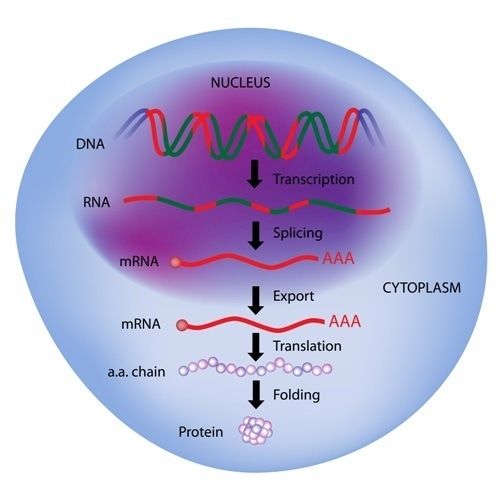 NUCLEUS
DNA
Transcription
RNA
Splicing
mRNA
AAA
CYTOPLASM
Export
mRNA
AAA
Translation
a.a. chain
Folding
Protein